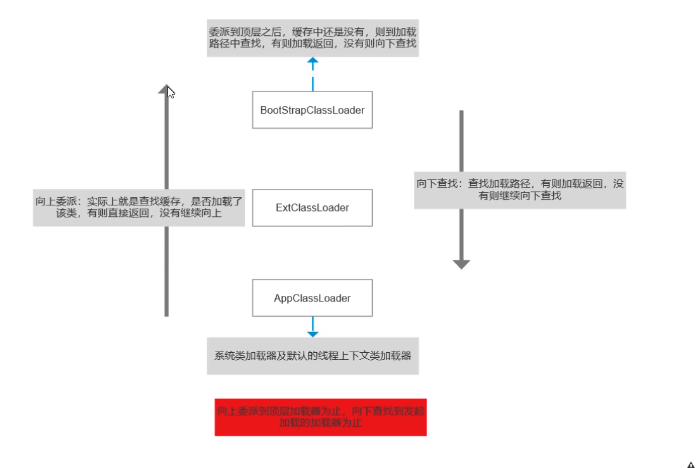 委派到顶层之后，缓存中还是没有，则到加载
路径中查找，有则加载返回，没有则向下查找
BootStrapClassLoader
向下查找：查找加载路径，有则加载返回，没
有则继续向下查找
向上委派：实际上就是查找缓存，是否加载了
该类，有则直接返回，没有继续向上
ExtClassLoader
AppClassLoader
系统类加载器及默认的线程上下文类加载器
向上委派到顶层加载器为止，向下查找到发起
加载的加载器为止